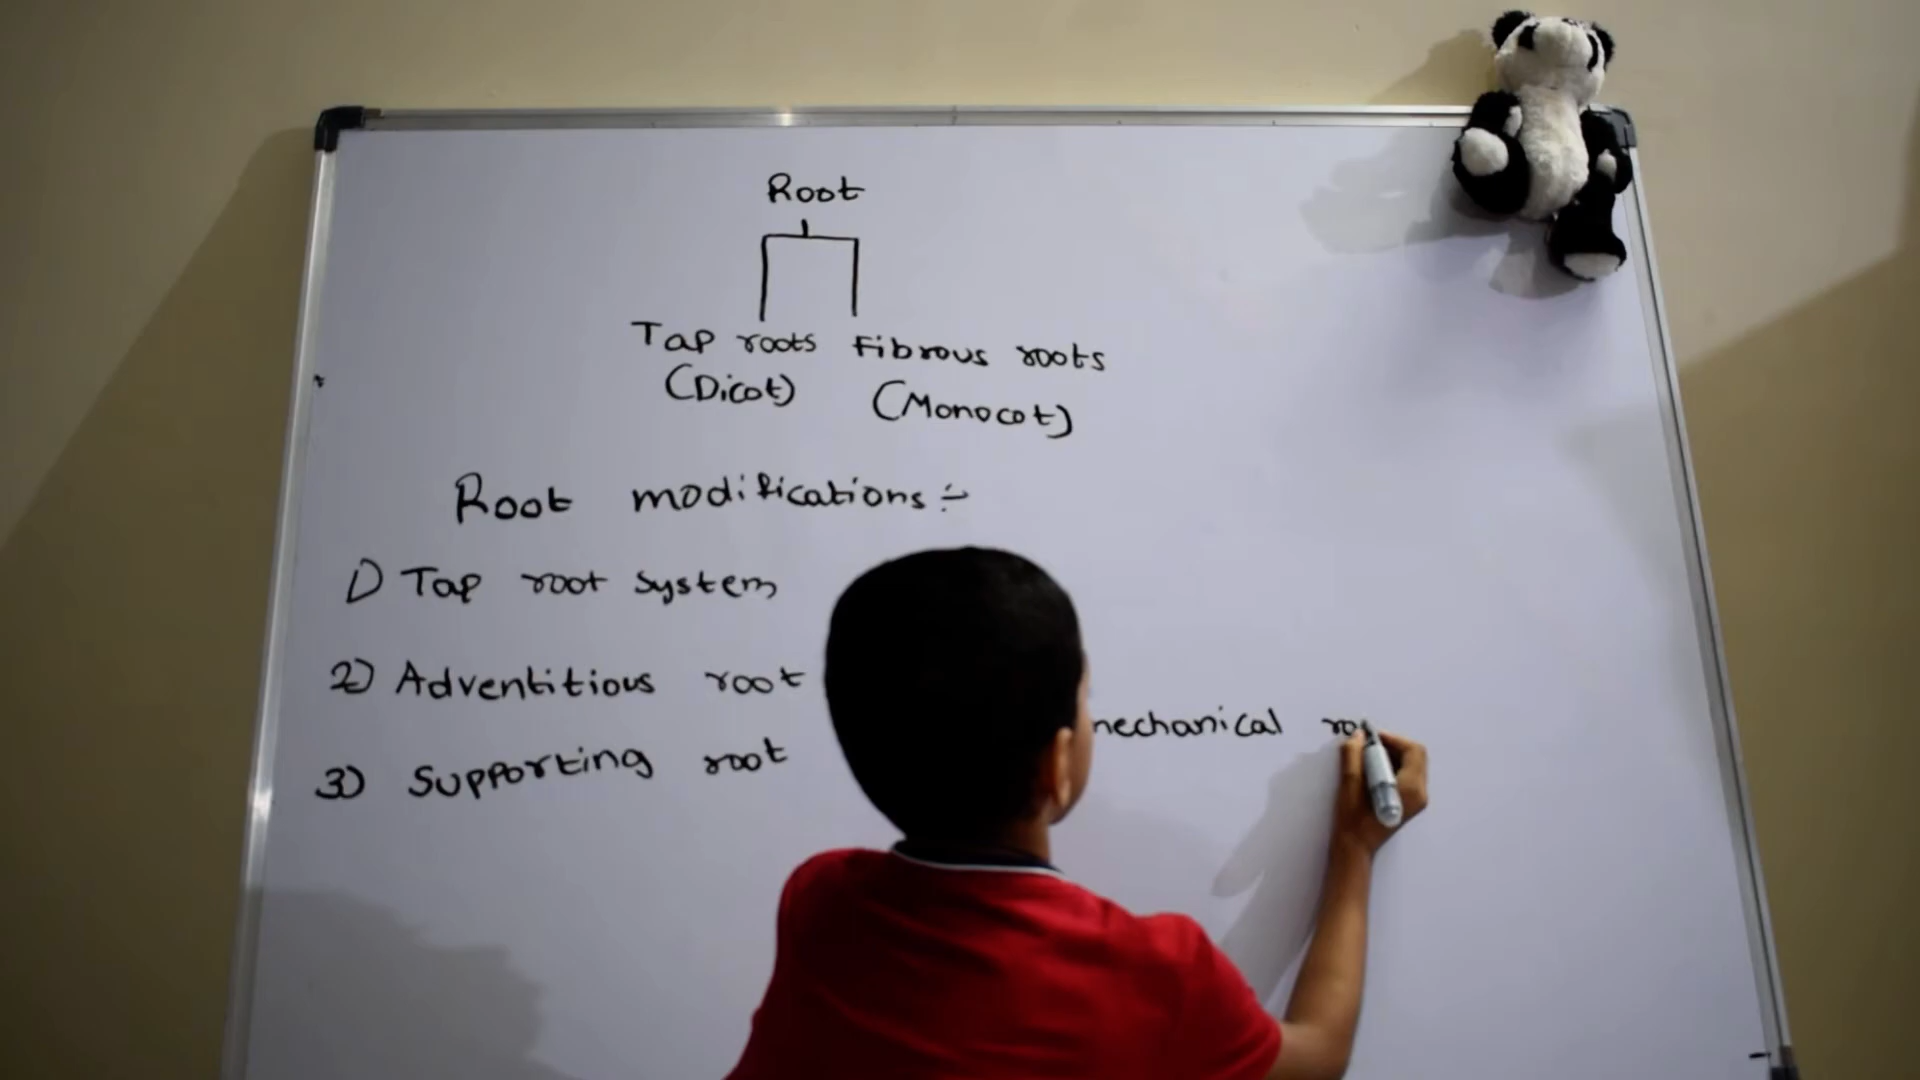 Root
Tap roots Fibrous roots
(Dicot) (Monocot)
Root modifications :-
1) Tap root system
2) Adventitious root
3) Supporting root mechanical